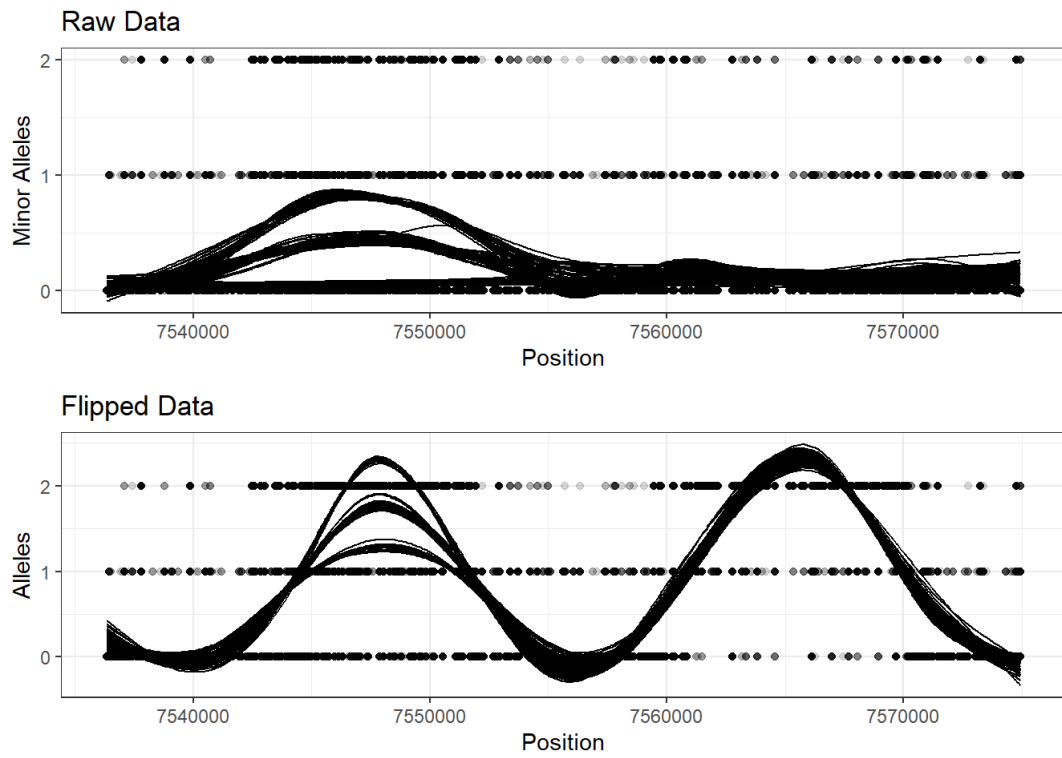 Raw Data
2
1
0
Minor Alleles
7540000 7550000 7560000 7570000
Position
Flipped Data
2
1
0
Alleles
7540000 7550000 7560000 7570000
Position